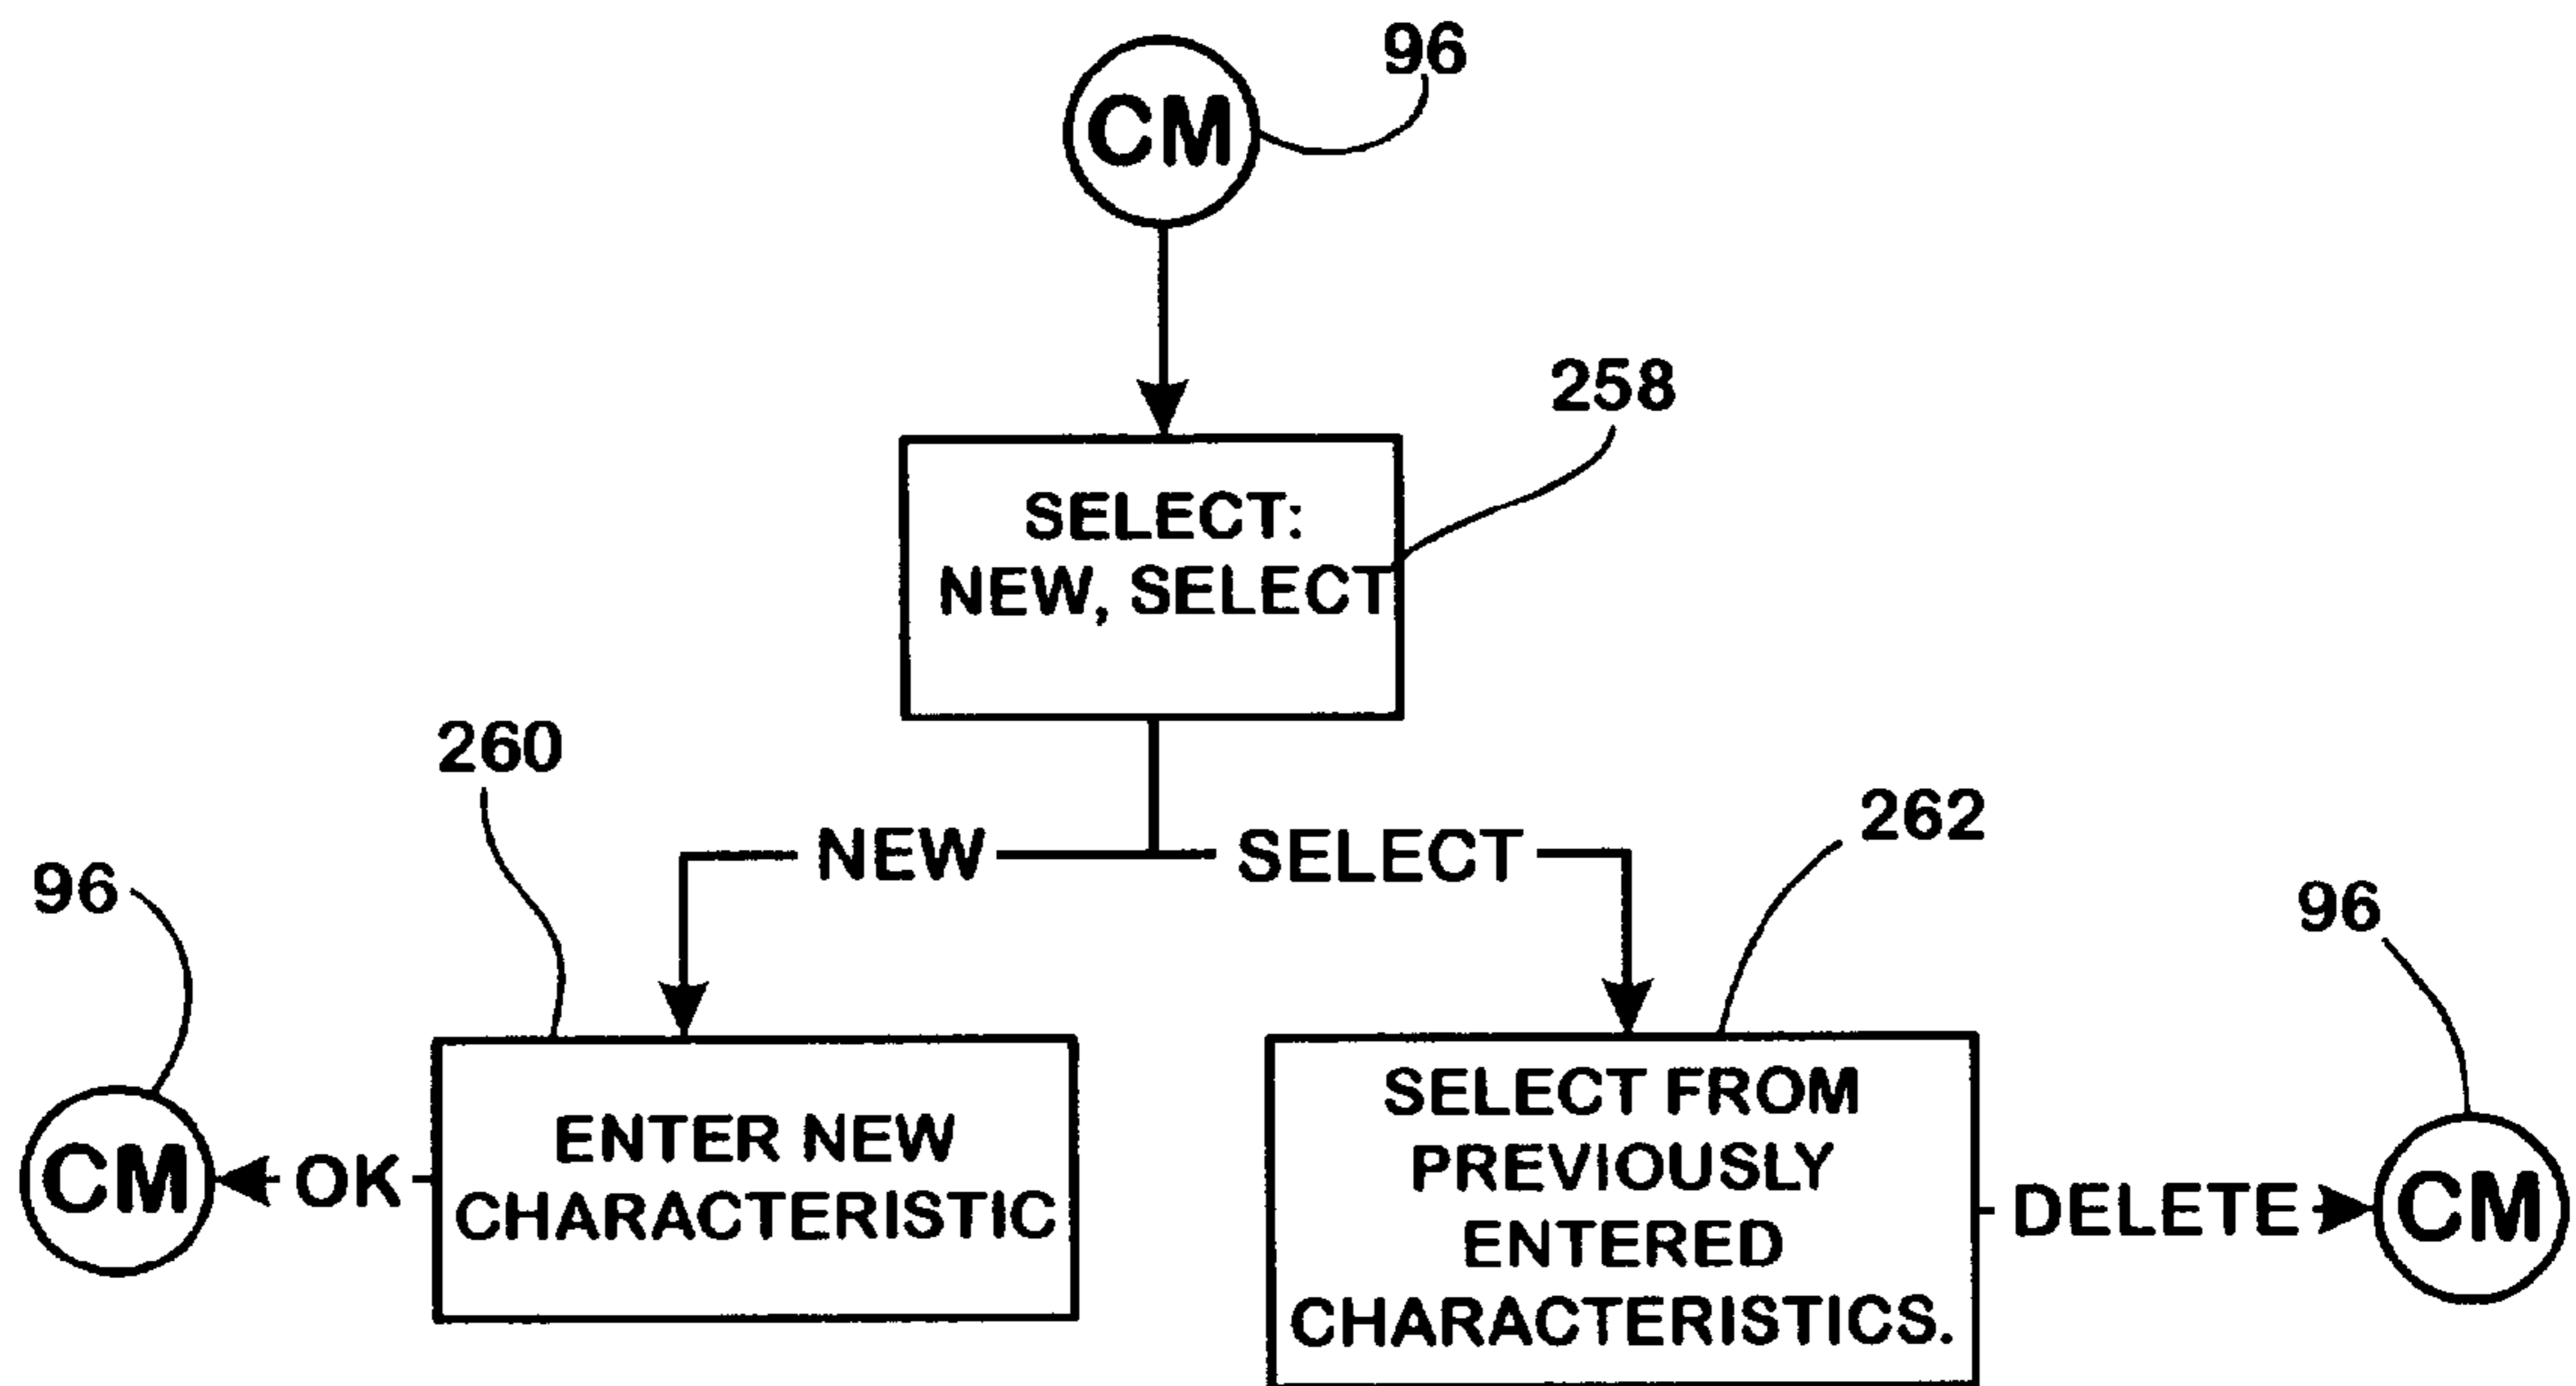 96
CM
258
SELECT:
NEW, SELECT
260
NEW
SELECT
262
96
96
CM
OK
ENTER NEW
CHARACTERISTIC
SELECT FROM
PREVIOUSLY
ENTERED
CHARACTERISTICS.
DELETE
CM